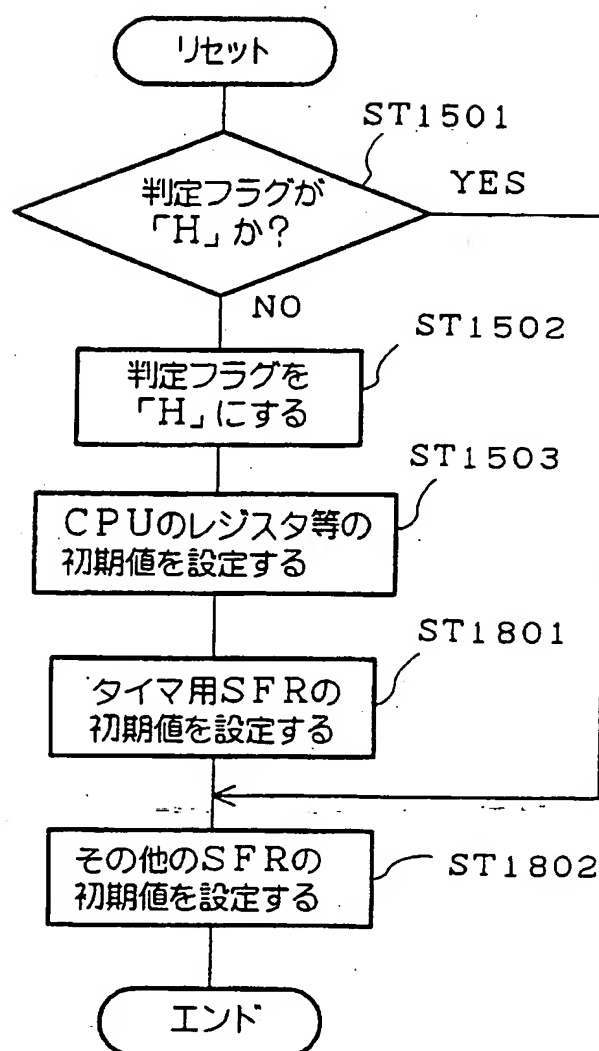 リセット
ST1501
判定フラグが
「H」か?
YES
NO
ST1502
判定フラグを
「H」にする
ST1503
CPUのレジスタ等の
初期値を設定する
ST1801
タイマ用SFRの
初期値を設定する
その他のSFRの
初期値を設定する
ST1802
エンド